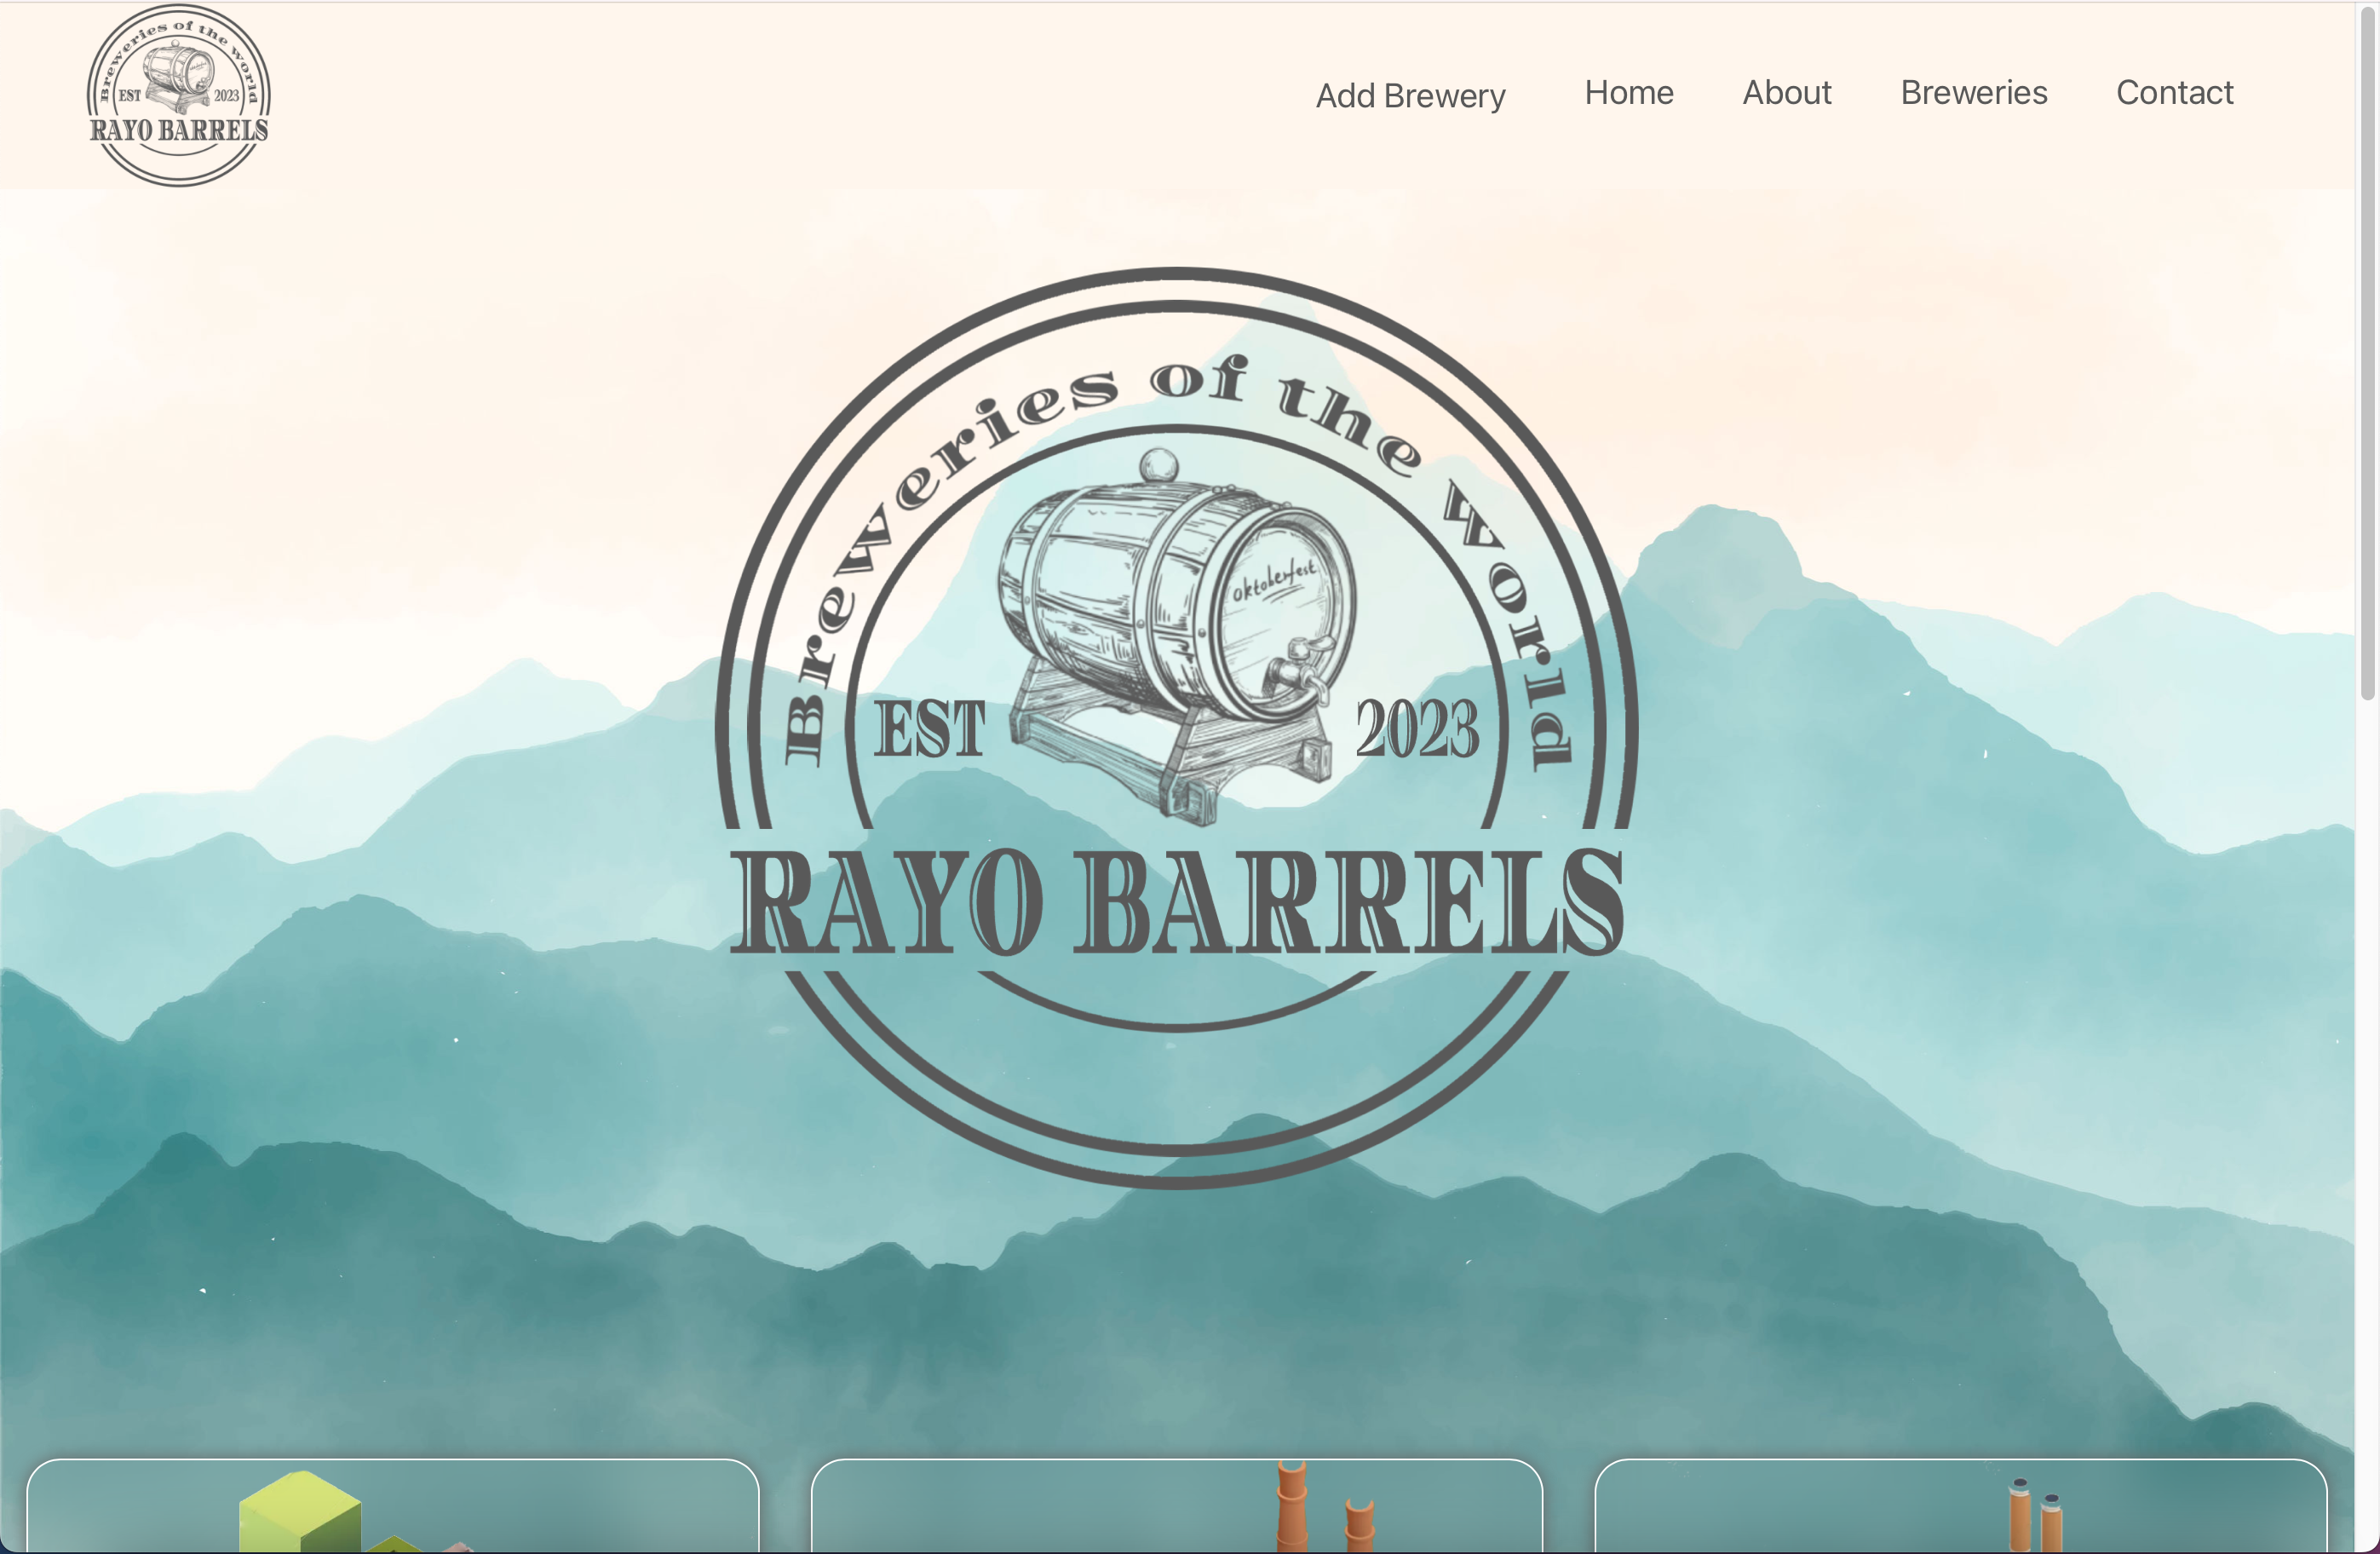 Breweries of the world
EST 2023
RAYO BARRELS
Add Brewery Home About Breweries Contact
Breweries of the world
oktoberfest
EST 2023
RAYO BARRELS